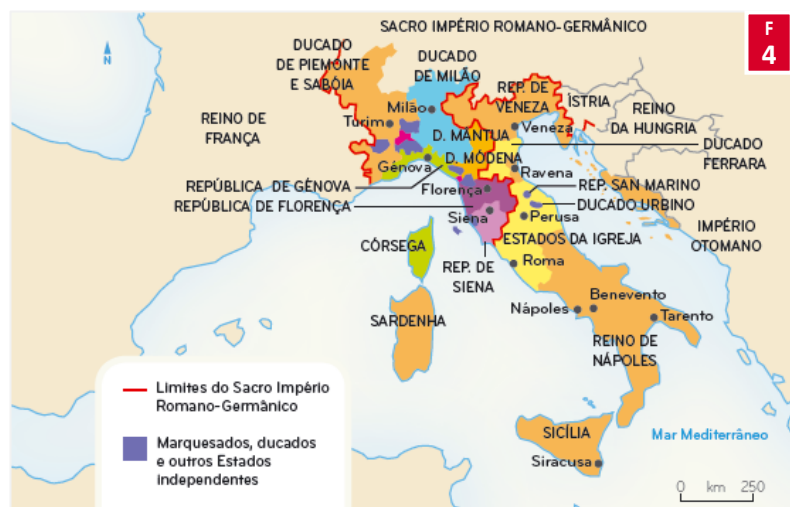 F
4
N
SACRO IMPÉRIO ROMANO-GERMÂNICO
DUCADO
DE PIEMONTE
E SABÓIA
DUCADO
DE MILÃO
REP. DE
VENEZA
ÍSTRIA
REINO
DA HUNGRIA
REINO DE
FRANÇA
Milão
Turim
Veneza
D. MÂNTUA
DUCADO
FERRARA
Génova
D. MÓDENA
Ravena
REPÚBLICA DE GÉNOVA
Florença
REP. SAN MARINO
REPÚBLICA DE FLORENÇA
DUCADO URBINO
Siena
Perusa
IMPÉRIO
OTOMANO
CÓRSEGA
ESTADOS DA IGREJA
REP. DE
SIENA
Roma
SARDENHA
Nápoles
Benevento
Tarento
REINO DE
NÁPOLES
SICÍLIA
Siracusa
Mar Mediterrâneo
Limites do Sacro Império
Romano-Germânico
Marquesados, ducados
e outros Estados
independentes
0 km 250